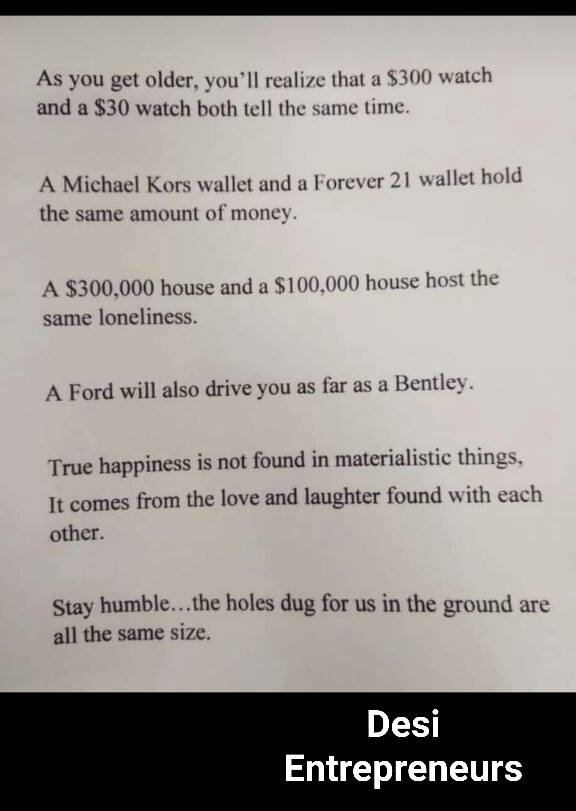 As you get older, you'll realize that a $300 watch
and a $30 watch both tell the same time.
A Michael Kors wallet and a Forever 21 wallet hold
the same amount of money.
A $300,000 house and a $100,000 house host the
same loneliness.
A Ford will also drive you as far as a Bentley.
True happiness is not found in materialistic things,
It comes from the love and laughter found with each
other.
Stay humble...the holes dug for us in the ground are
all the same size.
Desi
Entrepreneurs